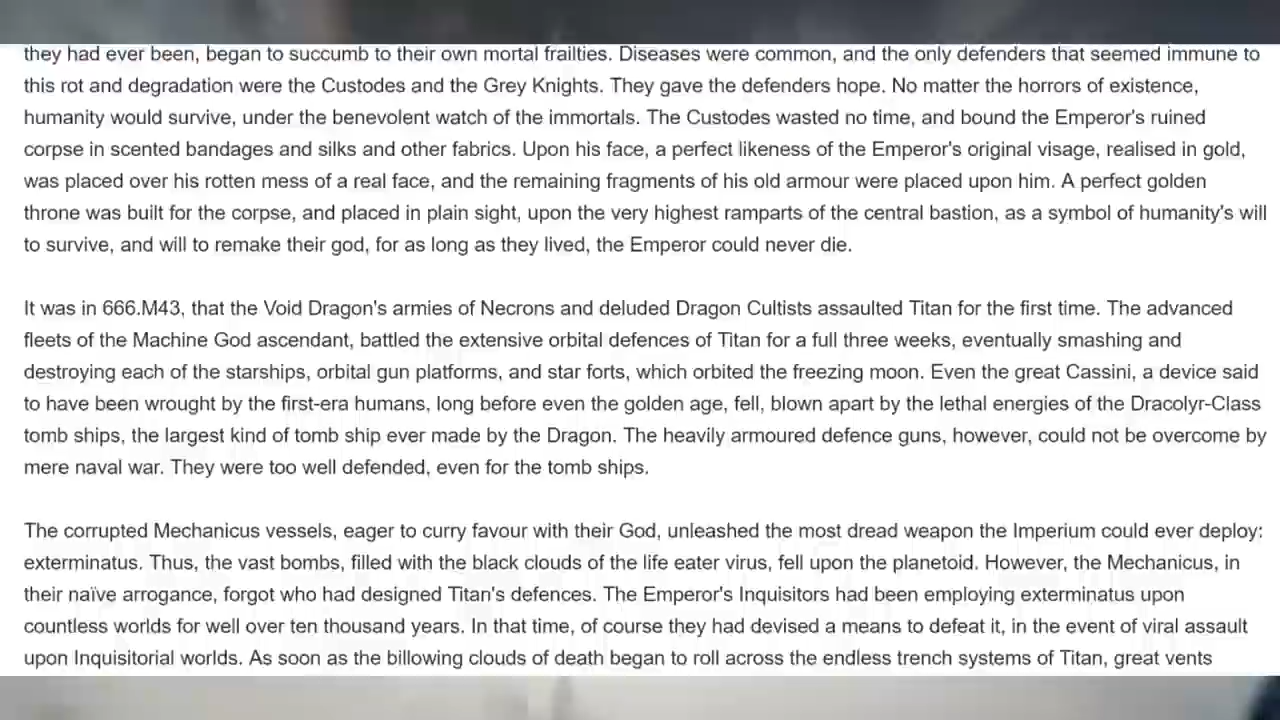 they had ever been, began to succumb to their own mortal frailties. Diseases were common, and the only defenders that seemed immune to
this rot and degradation were the Custodes and the Grey Knights. They gave the defenders hope. No matter the horrors of existence,
humanity would survive, under the benevolent watch of the immortals. The Custodes wasted no time, and bound the Emperor's ruined
corpse in scented bandages and silks and other fabrics. Upon his face, a perfect likeness of the Emperor's original visage, realised in gold,
was placed over his rotten mess of a real face, and the remaining fragments of his old armour were placed upon him. A perfect golden
throne was built for the corpse, and placed in plain sight, upon the very highest ramparts of the central bastion, as a symbol of humanity's will
to survive, and will to remake their god, for as long as they lived, the Emperor could never die.
It was in 666.M43, that the Void Dragon's armies of Necrons and deluded Dragon Cultists assaulted Titan for the first time. The advanced
fleets of the Machine God ascendant, battled the extensive orbital defences of Titan for a full three weeks, eventually smashing and
destroying each of the starships, orbital gun platforms, and star forts, which orbited the freezing moon. Even the great Cassini, a device said
to have been wrought by the first-era humans, long before even the golden age, fell, blown apart by the lethal energies of the Dracolyr-Class
tomb ships, the largest kind of tomb ship ever made by the Dragon. The heavily armoured defence guns, however, could not be overcome by
mere naval war. They were too well defended, even for the tomb ships.
The corrupted Mechanicus vessels, eager to curry favour with their God, unleashed the most dread weapon the Imperium could ever deploy:
exterminatus. Thus, the vast bombs, filled with the black clouds of the life eater virus, fell upon the planetoid. However, the Mechanicus, in
their naïve arrogance, forgot who had designed Titan's defences. The Emperor's Inquisitors had been employing exterminatus upon
countless worlds for well over ten thousand years. In that time, of course they had devised a means to defeat it, in the event of viral assault
upon Inquisitorial worlds. As soon as the billowing clouds of death began to roll across the endless trench systems of Titan, great vents